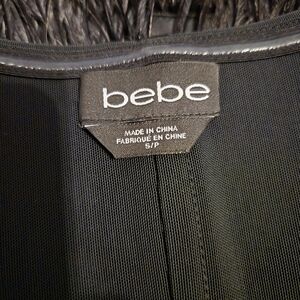 bebe
MADE IN CHINA
FABRIQUÉ EN CHINE
S/P